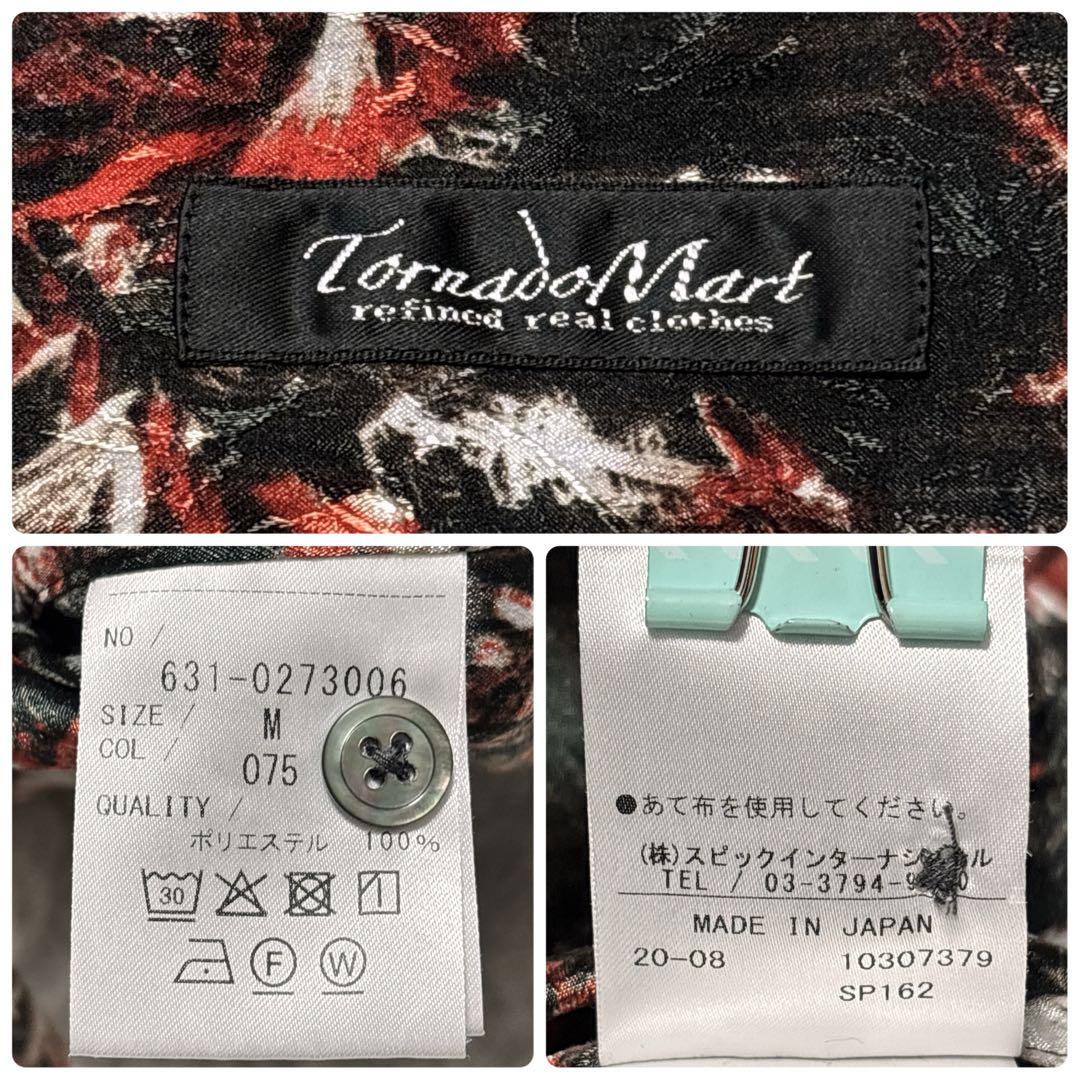 TornadoMart
refined real clothes
NO /
631-0273006
SIZE / M
COL / 075
QUALITY /
ポリエステル 100%
30
F W
●あて布を使用してください。
(株)スピックインターナショナル
TEL / 03-3794-9
MADE IN JAPAN
20-08 10307379
SP162